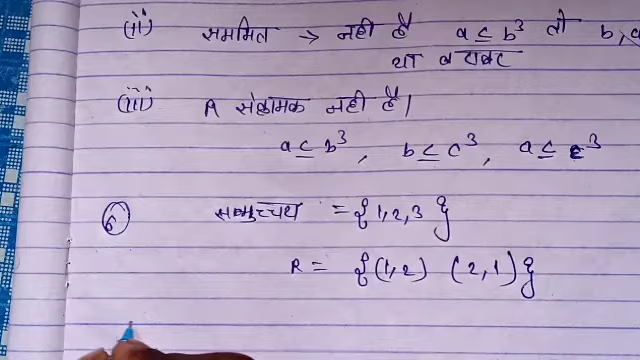 (ii) सममित → नहीं है a ≤ b³ तो b,
या बराबर
(iii) A संक्रामक नही है।
a ≤ b³, b ≤ c³, a ≤ c³
6 समुच्चय = {1,2,3}
R = {(1,2) (2,1)}